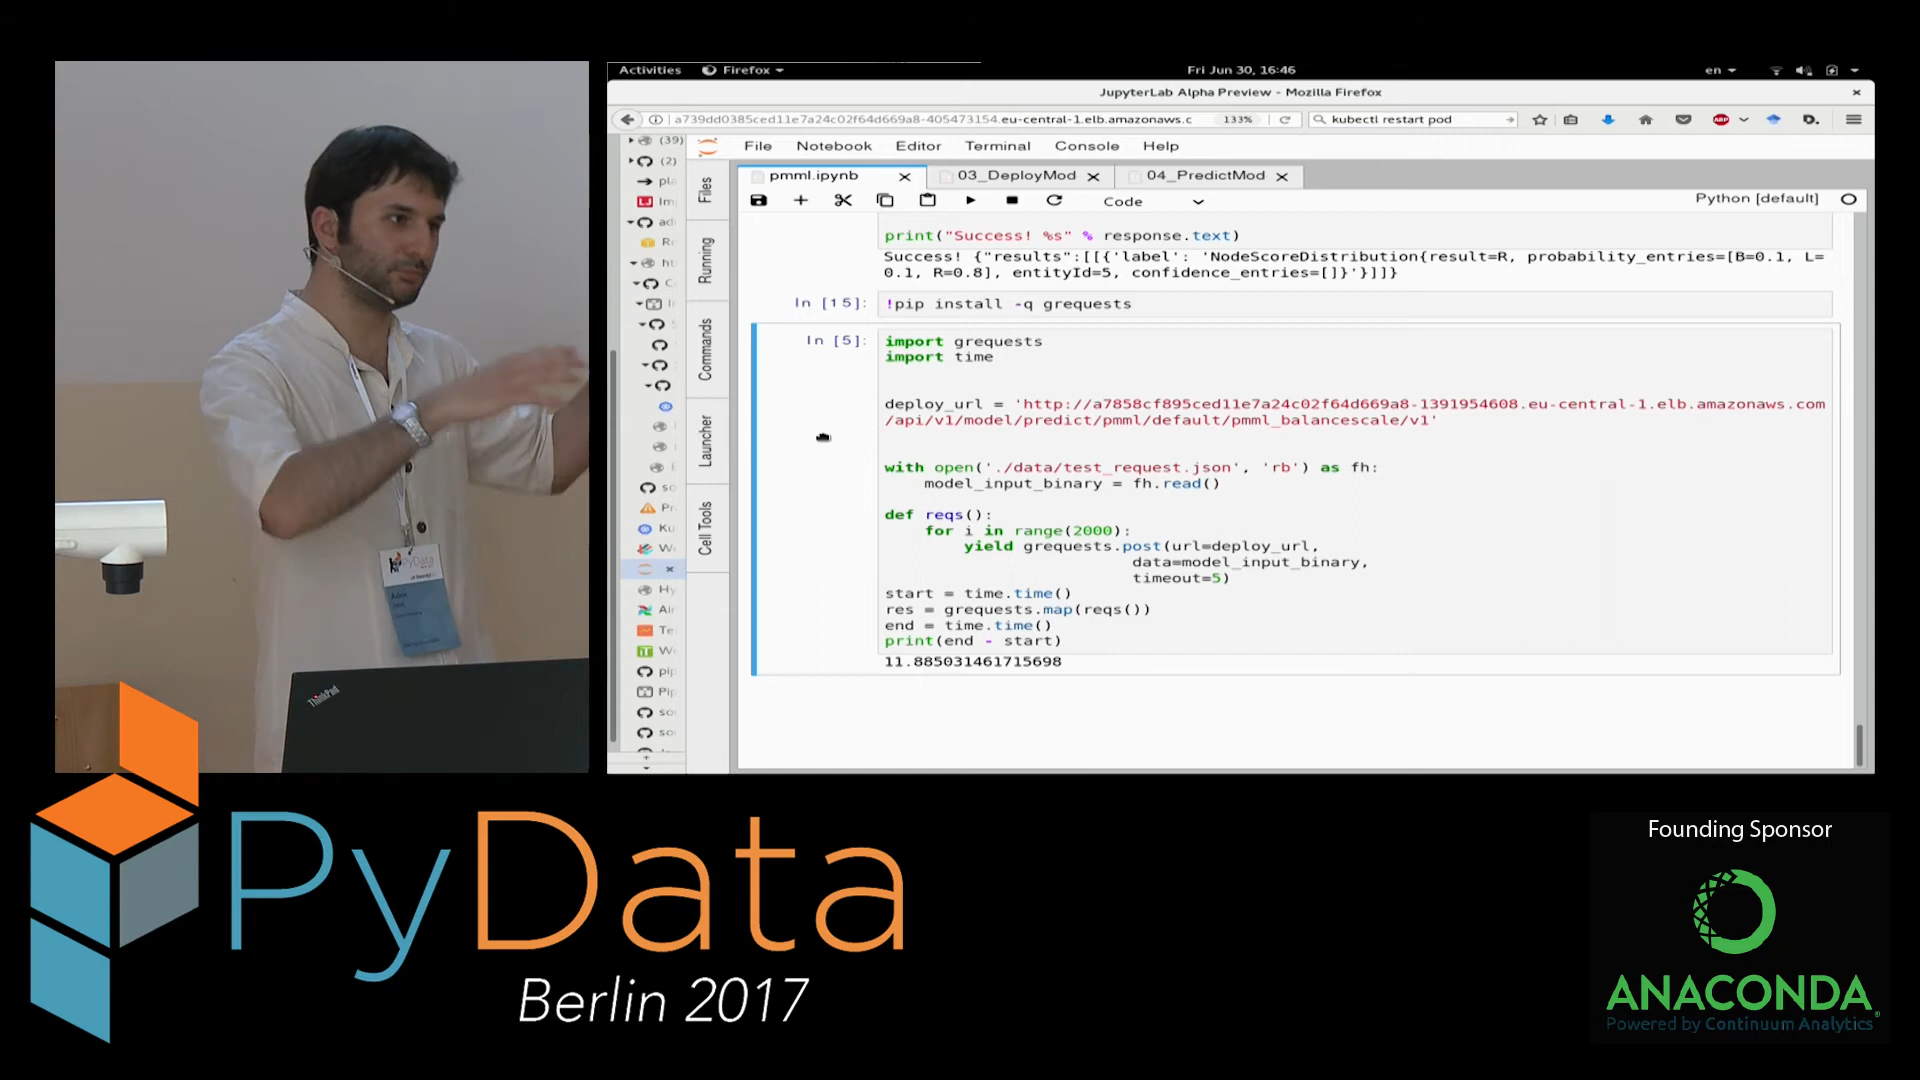 Activities Firefox Fri Jun 30, 16:46 en
JupyterLab Alpha Preview - Mozilla Firefox
a739dd0385ced11e7a24c02f64d669a8-405473154.eu-central-1.elb.amazonaws.c 133% kubectl restart pod
File Notebook Editor Terminal Console Help
pmml.ipynb 03_DeployMod 04_PredictMod
Code Python [default]
Files
Running
Commands
Launcher
Cell Tools
print("Success! %s" % response.text)
Success! {"results":[[{'label': 'NodeScoreDistribution{result=R, probability_entries=[B=0.1, L=
0.1, R=0.8], entityId=5, confidence_entries=[]}'}]]}
In [15]: !pip install -q grequests
In [5]: import grequests
import time
deploy_url = 'http://a7858cf895ced11e7a24c02f64d669a8-1391954608.eu-central-1.elb.amazonaws.com
/api/v1/model/predict/pmml/default/pmml_balancescale/v1'
with open('./data/test_request.json', 'rb') as fh:
model_input_binary = fh.read()
def reqs():
for i in range(2000):
yield grequests.post(url=deploy_url,
data=model_input_binary,
timeout=5)
start = time.time()
res = grequests.map(reqs())
end = time.time()
print(end - start)
11.885031461715698
(39)
(2)
ThinkPad
PyData
PyData
Berlin 2017
Founding Sponsor
ANACONDA
Powered by Continuum Analytics